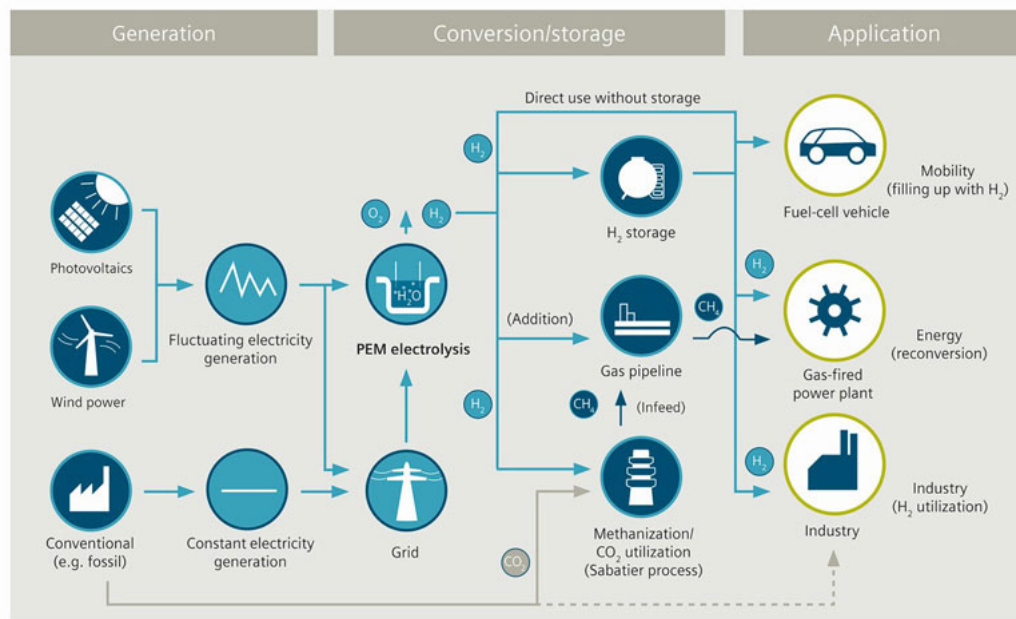 Generation
Conversion/storage
Application
Direct use without storage
H₂
Mobility
(filling up with H₂)
Fuel-cell vehicle
O₂
H₂
H₂ storage
Photovoltaics
H₂O
H₂
Fluctuating electricity
generation
PEM electrolysis
(Addition)
CH₄
Gas pipeline
Energy
(reconversion)
Gas-fired
power plant
Wind power
H₂
CH₄
(Infeed)
H₂
Industry
(H₂ utilization)
Industry
Conventional
(e.g. fossil)
Constant electricity
generation
Grid
CO₂
Methanization/
CO₂ utilization
(Sabatier process)